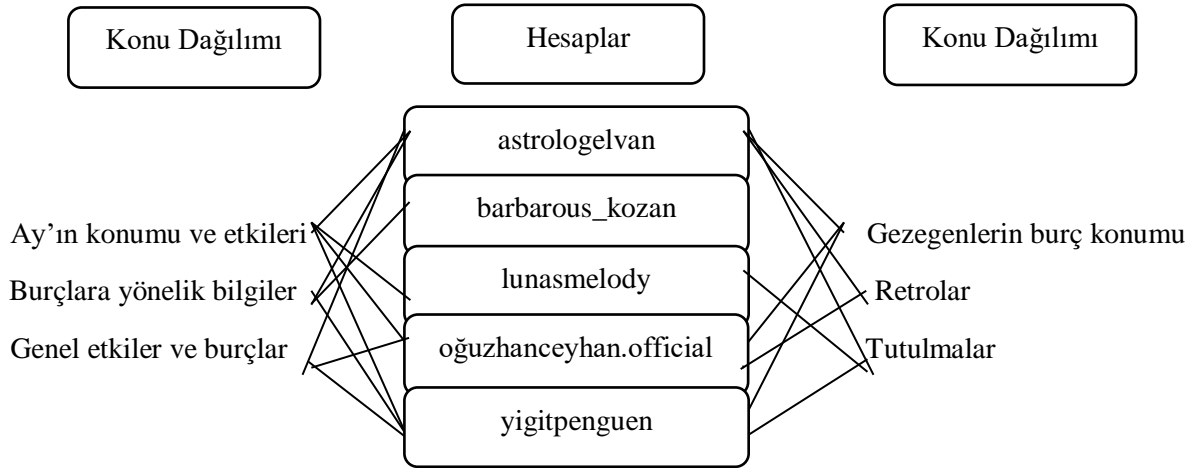 Konu Dağılımı
Hesaplar
Konu Dağılımı
astrologelvan
barbarous_kozan
Ay’ın konumu ve etkileri
Gezegenlerin burç konumu
lunasmelody
Burçlara yönelik bilgiler
Retrolar
Genel etkiler ve burçlar
oğuzhanceyhan.official
Tutulmalar
yigitpenguen